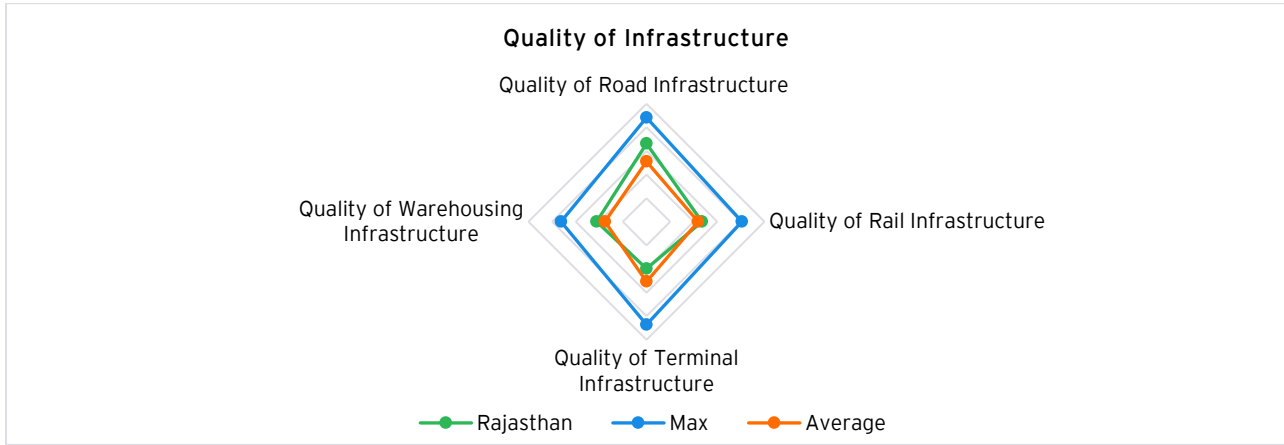 Quality of Infrastructure
Quality of Road Infrastructure
Quality of Warehousing
Infrastructure
Quality of Rail Infrastructure
Quality of Terminal
Infrastructure
Rajasthan Max Average